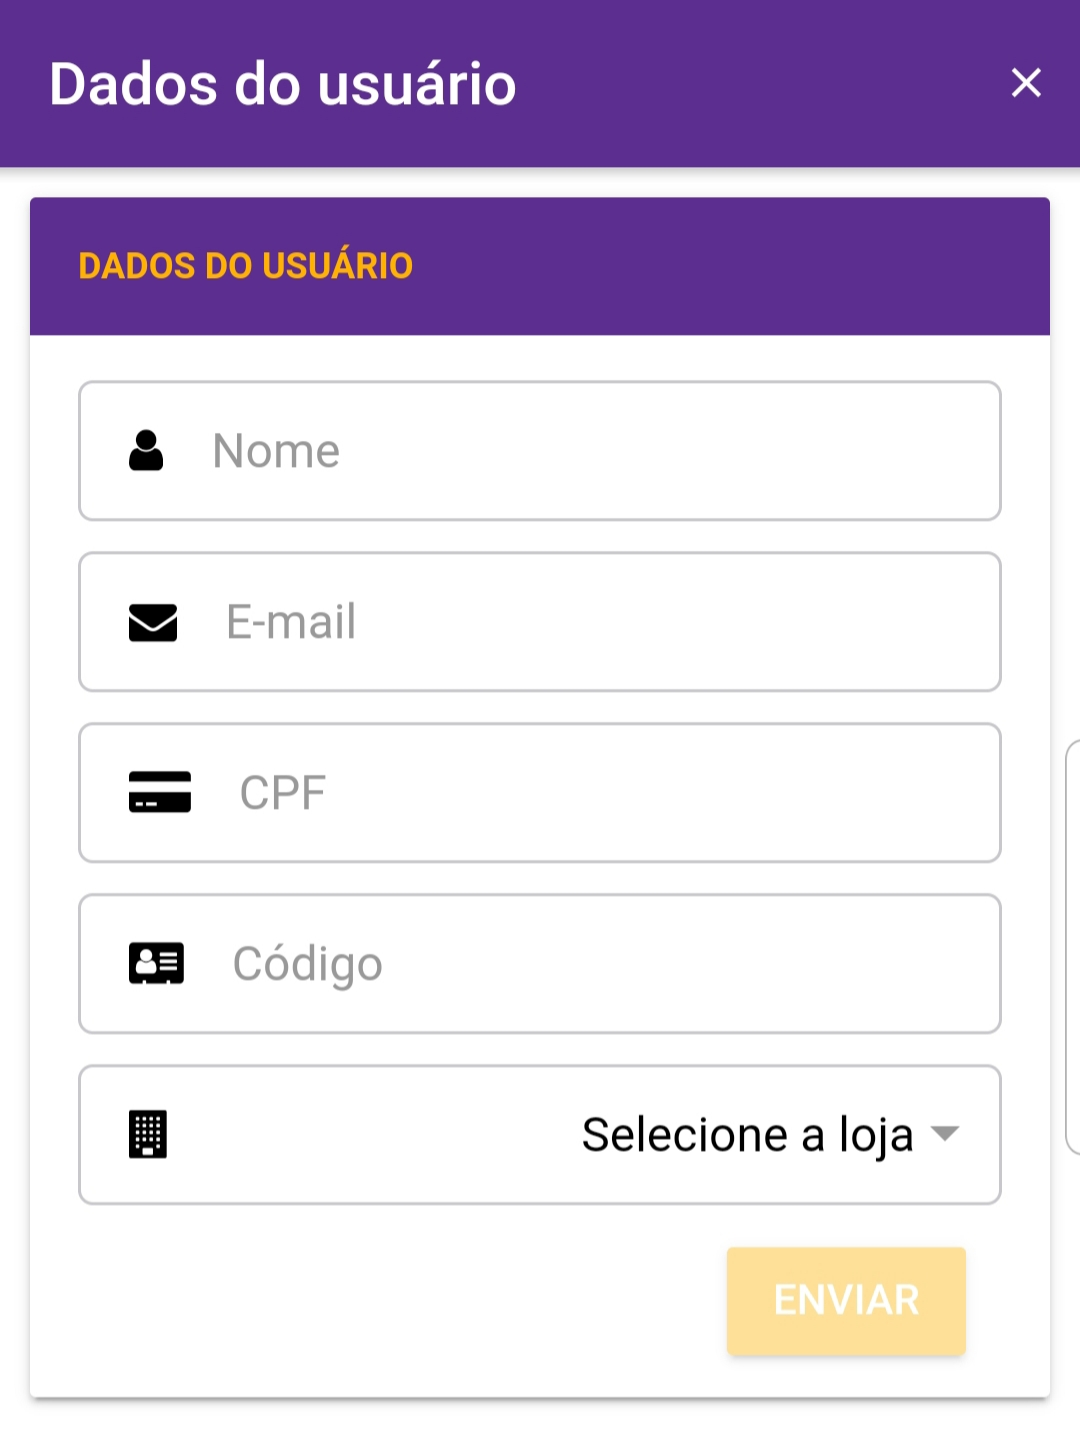 Dados do usuário
DADOS DO USUÁRIO
Nome
E-mail
CPF
Código
Selecione a loja
ENVIAR